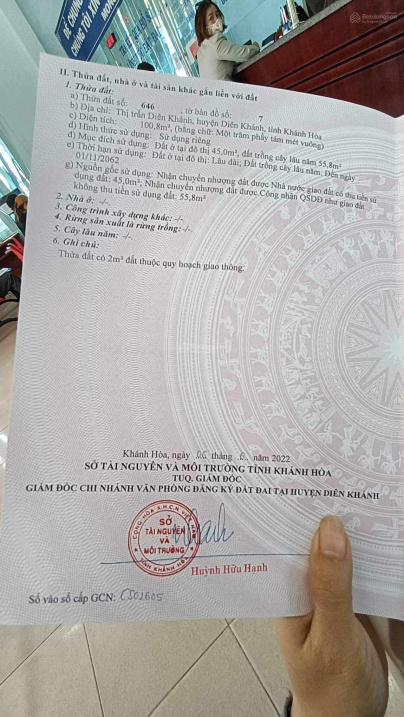 II. Thửa đất, nhà ở và tài sản khác gắn liền với đất
1. Thửa đất:
a) Thửa đất số: 646 , tờ bản đồ số: 7
b) Địa chỉ: Thị trấn Diên Khánh, huyện Diên Khánh, tỉnh Khánh Hòa
c) Diện tích: 100,8m², (bằng chữ: Một trăm phẩy tám mét vuông)
d) Hình thức sử dụng: Sử dụng riêng
đ) Mục đích sử dụng: Đất ở tại đô thị 45,0m², đất trồng cây lâu năm 55,8m²
e) Thời hạn sử dụng: Đất ở tại đô thị: Lâu dài; Đất trồng cây lâu năm: Đến ngày
01/11/2062
g) Nguồn gốc sử dụng: Nhận chuyển nhượng đất được Nhà nước giao đất có thu tiền sử
dụng đất: 45,0m²; Nhận chuyển nhượng đất được Công nhận QSDĐ như giao đất
không thu tiền sử dụng đất: 55,8m²
2. Nhà ở: -/-
3. Công trình xây dựng khác: -/-
4. Rừng sản xuất là rừng trồng: -/-
5. Cây lâu năm: -/-
6. Ghi chú:
Thửa đất có 2m² đất thuộc quy hoạch giao thông.
Khánh Hòa, ngày tháng năm 2022
SỞ TÀI NGUYÊN VÀ MÔI TRƯỜNG TỈNH KHÁNH HÒA
TUQ. GIÁM ĐỐC
GIÁM ĐỐC CHI NHÁNH VĂN PHÒNG ĐĂNG KÝ ĐẤT ĐAI TẠI HUYỆN DIÊN KHÁNH
CỘNG HÒA X.H.C.N VIỆT NAM
SỞ
TÀI NGUYÊN
VÀ
MÔI TRƯỜNG
TỈNH KHÁNH HÒA
Huỳnh Hữu Hạnh
Số vào sổ cấp GCN: CS02605